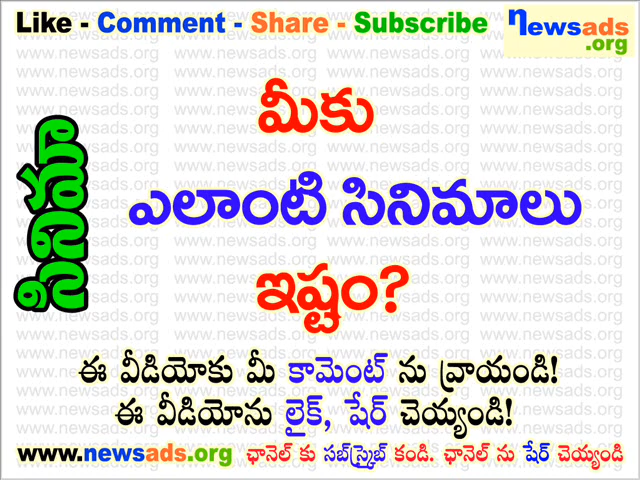 Like - Comment - Share - Subscribe
newsads
.org
సినిమా
మీకు
ఎలాంటి సినిమాలు
ఇష్టం?
ఈ వీడియోకు మీ కామెంట్ ను వ్రాయండి!
ఈ వీడియోను లైక్, షేర్ చెయ్యండి!
www.newsads.org ఛానెల్ కు సబ్‌స్క్రైబ్ కండి. ఛానెల్ ను షేర్ చెయ్యండి